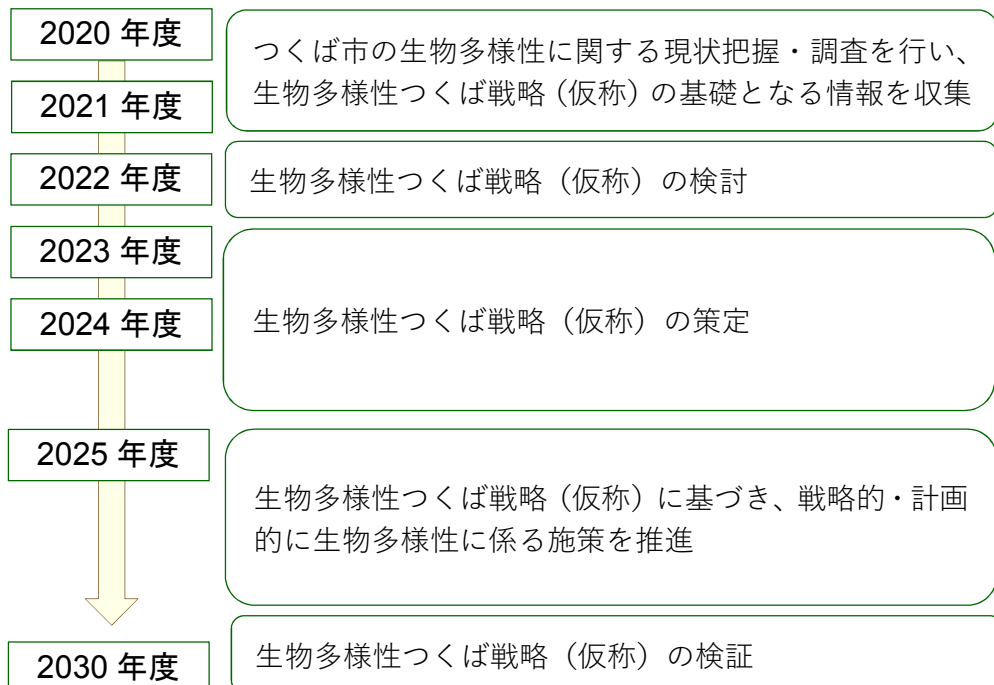 2020 年度
つくば市の生物多様性に関する現状把握・調査を行い、
生物多様性つくば戦略（仮称）の基礎となる情報を収集
2021 年度
2022 年度
生物多様性つくば戦略（仮称）の検討
2023 年度
2024 年度
生物多様性つくば戦略（仮称）の策定
2025 年度
生物多様性つくば戦略（仮称）に基づき、戦略的・計画
的に生物多様性に係る施策を推進
2030 年度
生物多様性つくば戦略（仮称）の検証